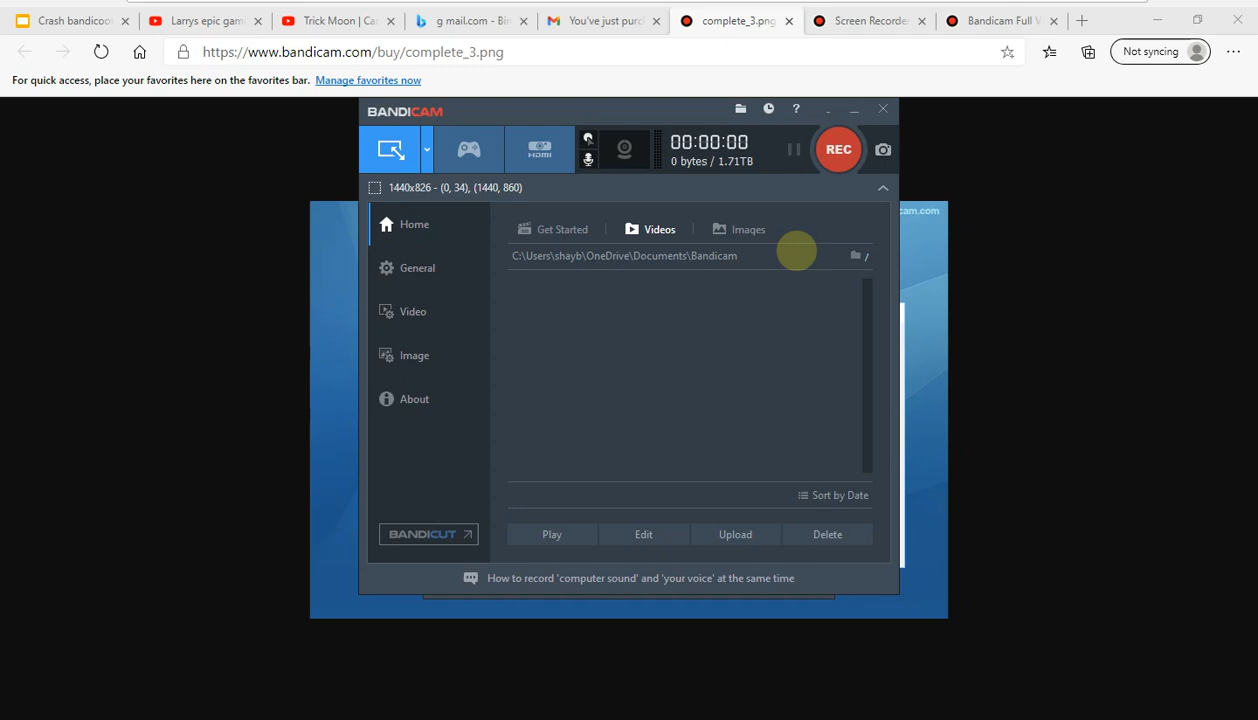 Crash bandicoo
Larrys epic gami
Trick Moon | Ca
g mail.com - Bin
You've just purc
complete_3.png
Screen Recorder
Bandicam Full V
https://www.bandicam.com/buy/complete_3.png
Not syncing
For quick access, place your favorites here on the favorites bar. Manage favorites now
BANDICAM
HDMI
00:00:00
0 bytes / 1.71TB
REC
1440x826 - (0, 34), (1440, 860)
cam.com
Home
General
Video
Image
About
Get Started
Videos
Images
C:\Users\shayb\OneDrive\Documents\Bandicam
/
Sort by Date
BANDICUT
Play
Edit
Upload
Delete
How to record 'computer sound' and 'your voice' at the same time